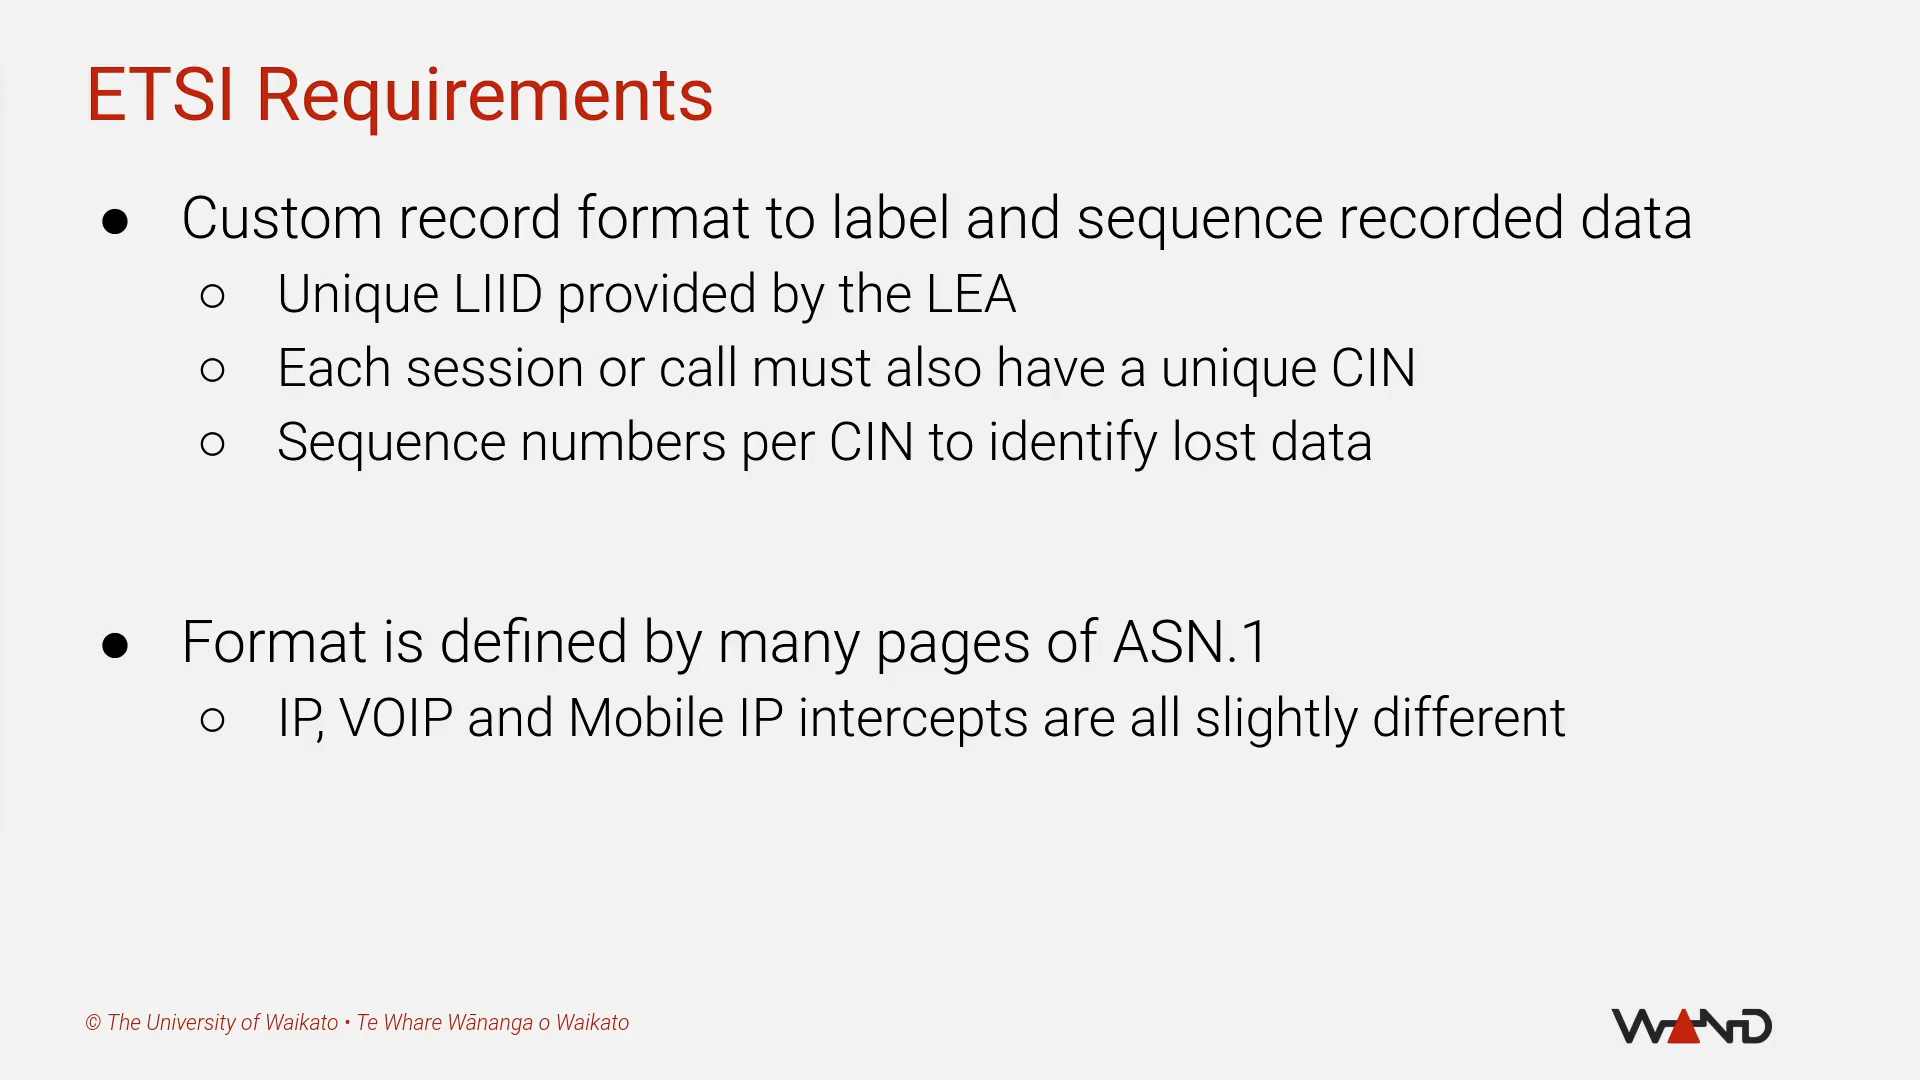 ETSI Requirements
● Custom record format to label and sequence recorded data
○ Unique LIID provided by the LEA
○ Each session or call must also have a unique CIN
○ Sequence numbers per CIN to identify lost data
● Format is defined by many pages of ASN.1
○ IP, VOIP and Mobile IP intercepts are all slightly different
© The University of Waikato • Te Whare Wānanga o Waikato
WAND